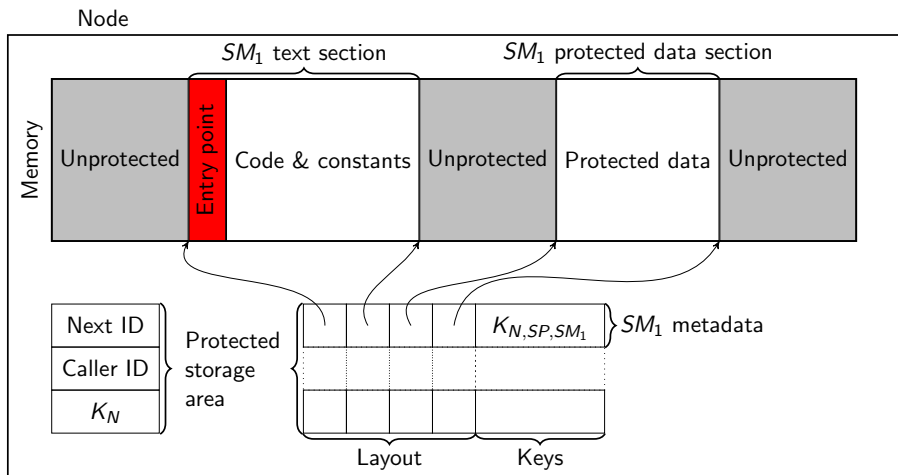 Node
SM₁ text section
SM₁ protected data section
Memory
Unprotected
Entry point
Code & constants
Unprotected
Protected data
Unprotected
Next ID
Caller ID
K_N
Protected
storage
area
K_{N,SP,SM₁}
SM₁ metadata
Layout
Keys